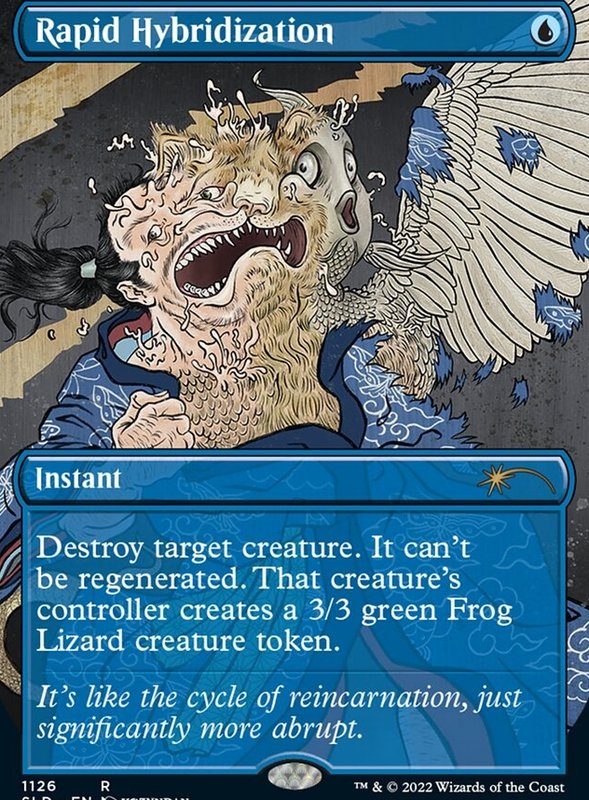 Rapid Hybridization
Instant
Destroy target creature. It can't
be regenerated. That creature's
controller creates a 3/3 green Frog
Lizard creature token.
It's like the cycle of reincarnation, just
significantly more abrupt.
1126 R
™ & © 2022 Wizards of the Coast
SLD EN